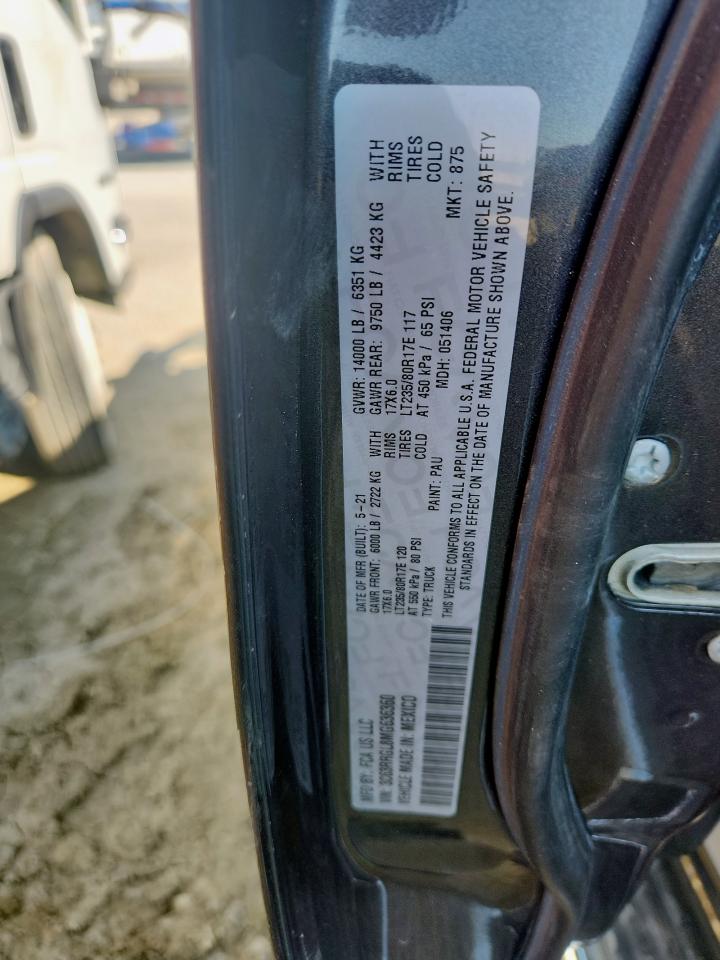 MFD BY: FCA US LLC DATE OF MFR (BUILT): 5-21 GVWR: 14000 LB / 6351 KG
GAWR FRONT: 6000 LB / 2722 KG WITH GAWR REAR: 9750 LB / 4423 KG WITH
17X6.0 RIMS 17X6.0 RIMS
LT235/80R17E 120 TIRES LT235/80R17E 117 TIRES
AT 550 kPa / 80 PSI COLD AT 450 kPa / 65 PSI COLD
VIN: 3C63RRGL8MG636360 TYPE: TRUCK PAINT: PAU MDH: 051406 MKT: 875
VEHICLE MADE IN: MEXICO
THIS VEHICLE CONFORMS TO ALL APPLICABLE U.S.A. FEDERAL MOTOR VEHICLE SAFETY
STANDARDS IN EFFECT ON THE DATE OF MANUFACTURE SHOWN ABOVE.